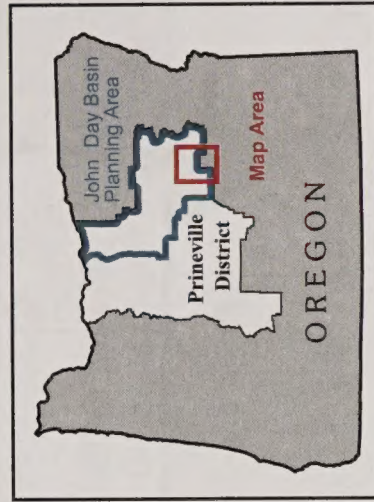 John Day Basin
Planning Area
Prineville
District
Map Area
OREGON